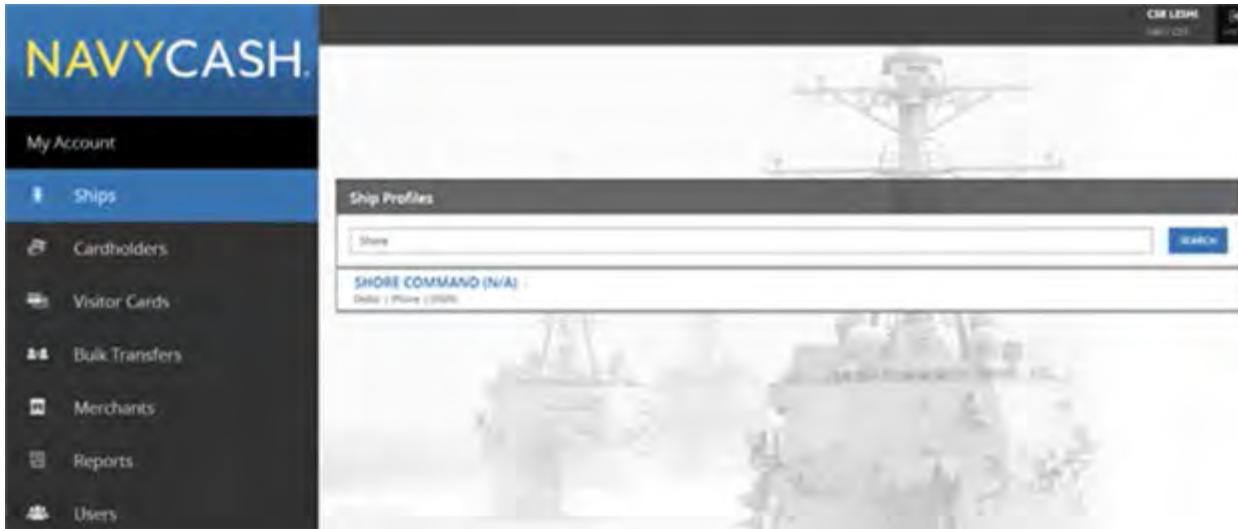 NAVYCASH.
My Account
Ships
Cardholders
Visitor Cards
Bulk Transfers
Merchants
Reports
Users
Ship Profiles
Shore
SEARCH
SHORE COMMAND (N/A)